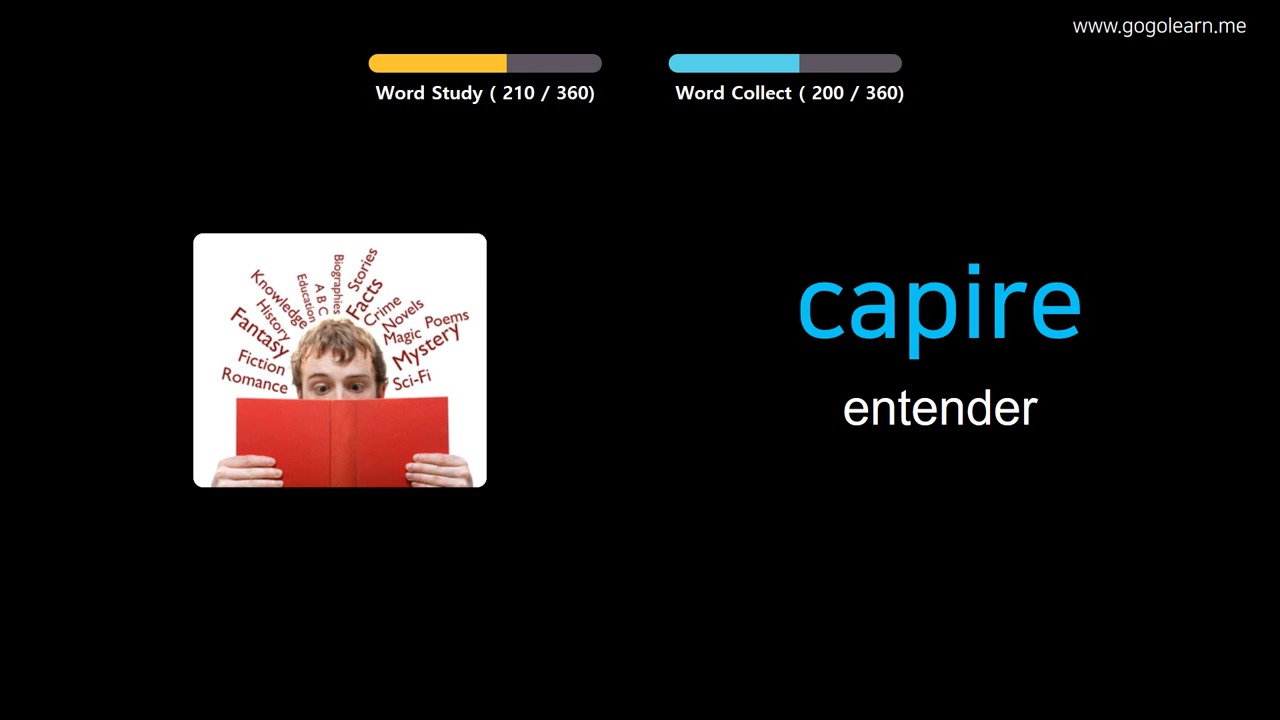 www.gogolearn.me
Word Study ( 210 / 360)
Word Collect ( 200 / 360)
Stories
Biographies
Facts
Knowledge
Education
A B C
Crime
History
Novels
Fantasy
Poems
Magic
Mystery
Fiction
Romance
Sci-Fi
capire
entender